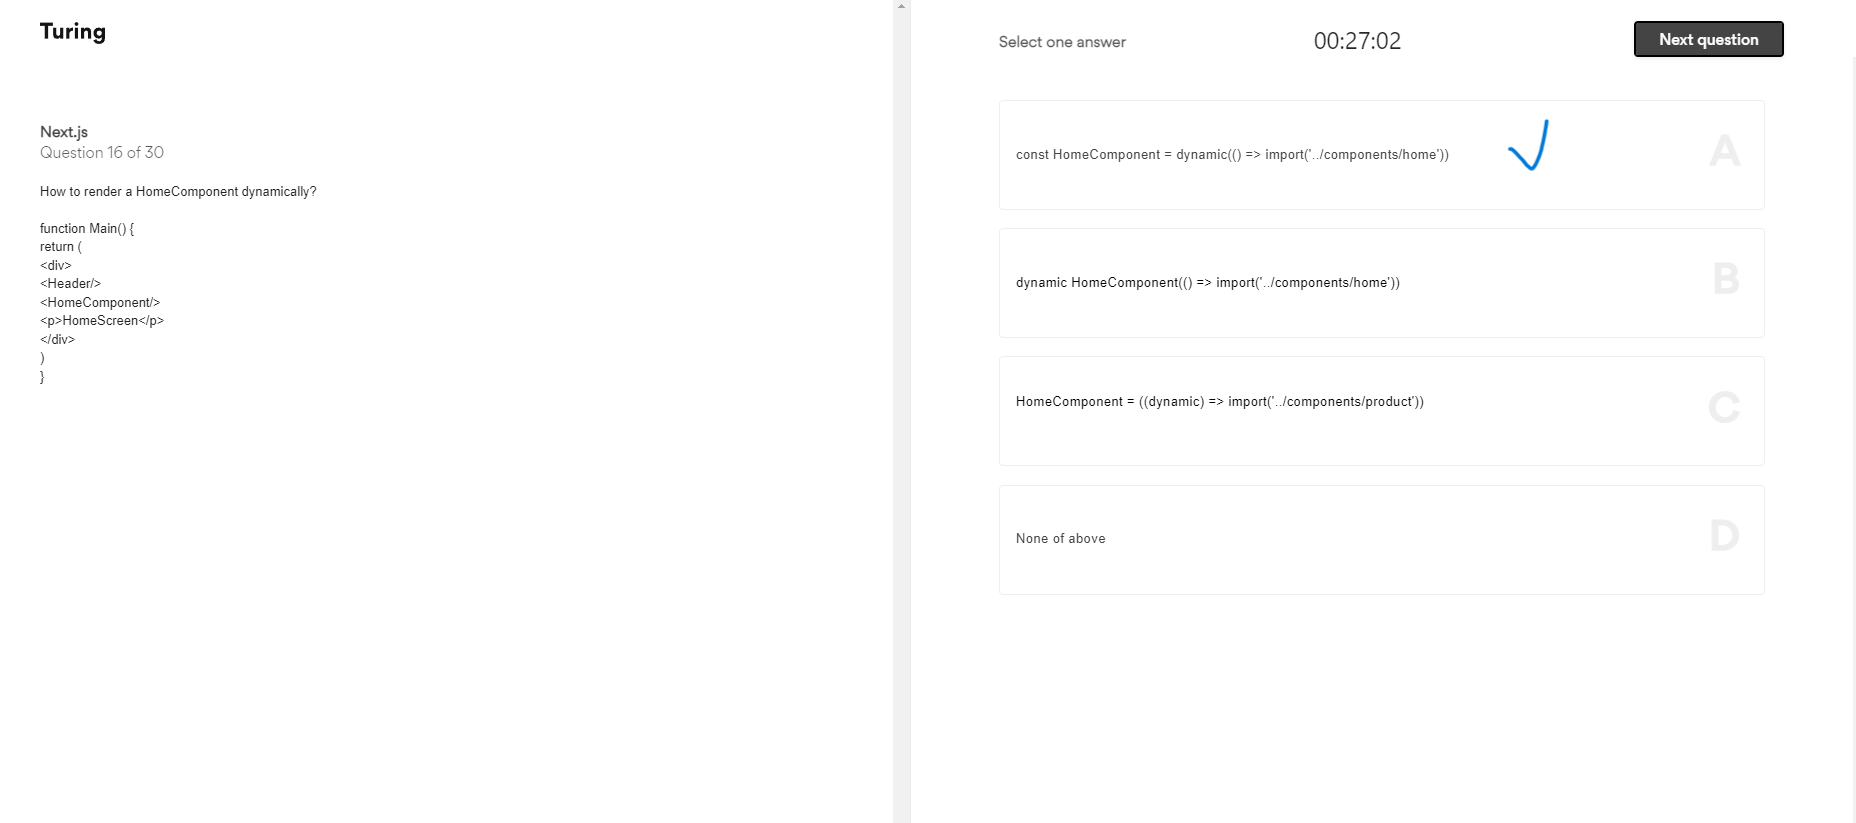 Turing
Next.js
Question 16 of 30
How to render a HomeComponent dynamically?
function Main() {
return (
<div>
<Header/>
<HomeComponent/>
<p>HomeScreen</p>
</div>
)
}
Select one answer
00:27:02
Next question
const HomeComponent = dynamic(() => import('../components/home'))
A
dynamic HomeComponent(() => import('../components/home'))
B
HomeComponent = ((dynamic) => import('../components/product'))
C
None of above
D